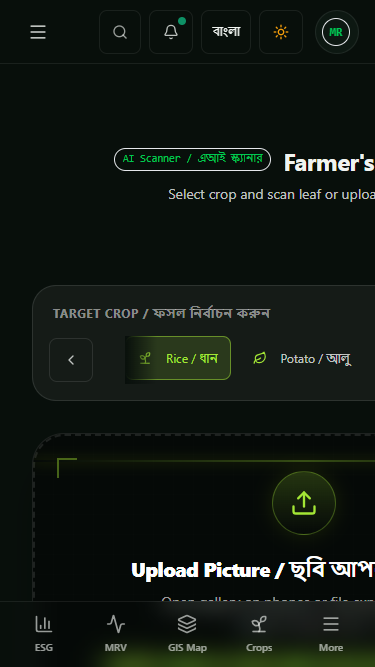 বাংলা
MR
AI Scanner / এআই স্ক্যানার
Farmer's
Select crop and scan leaf or uploa
TARGET CROP / ফসল নির্বাচন করুন
Rice / ধান
Potato / আলু
Upload Picture / ছবি আপ
ESG
MRV
GIS Map
Crops
More